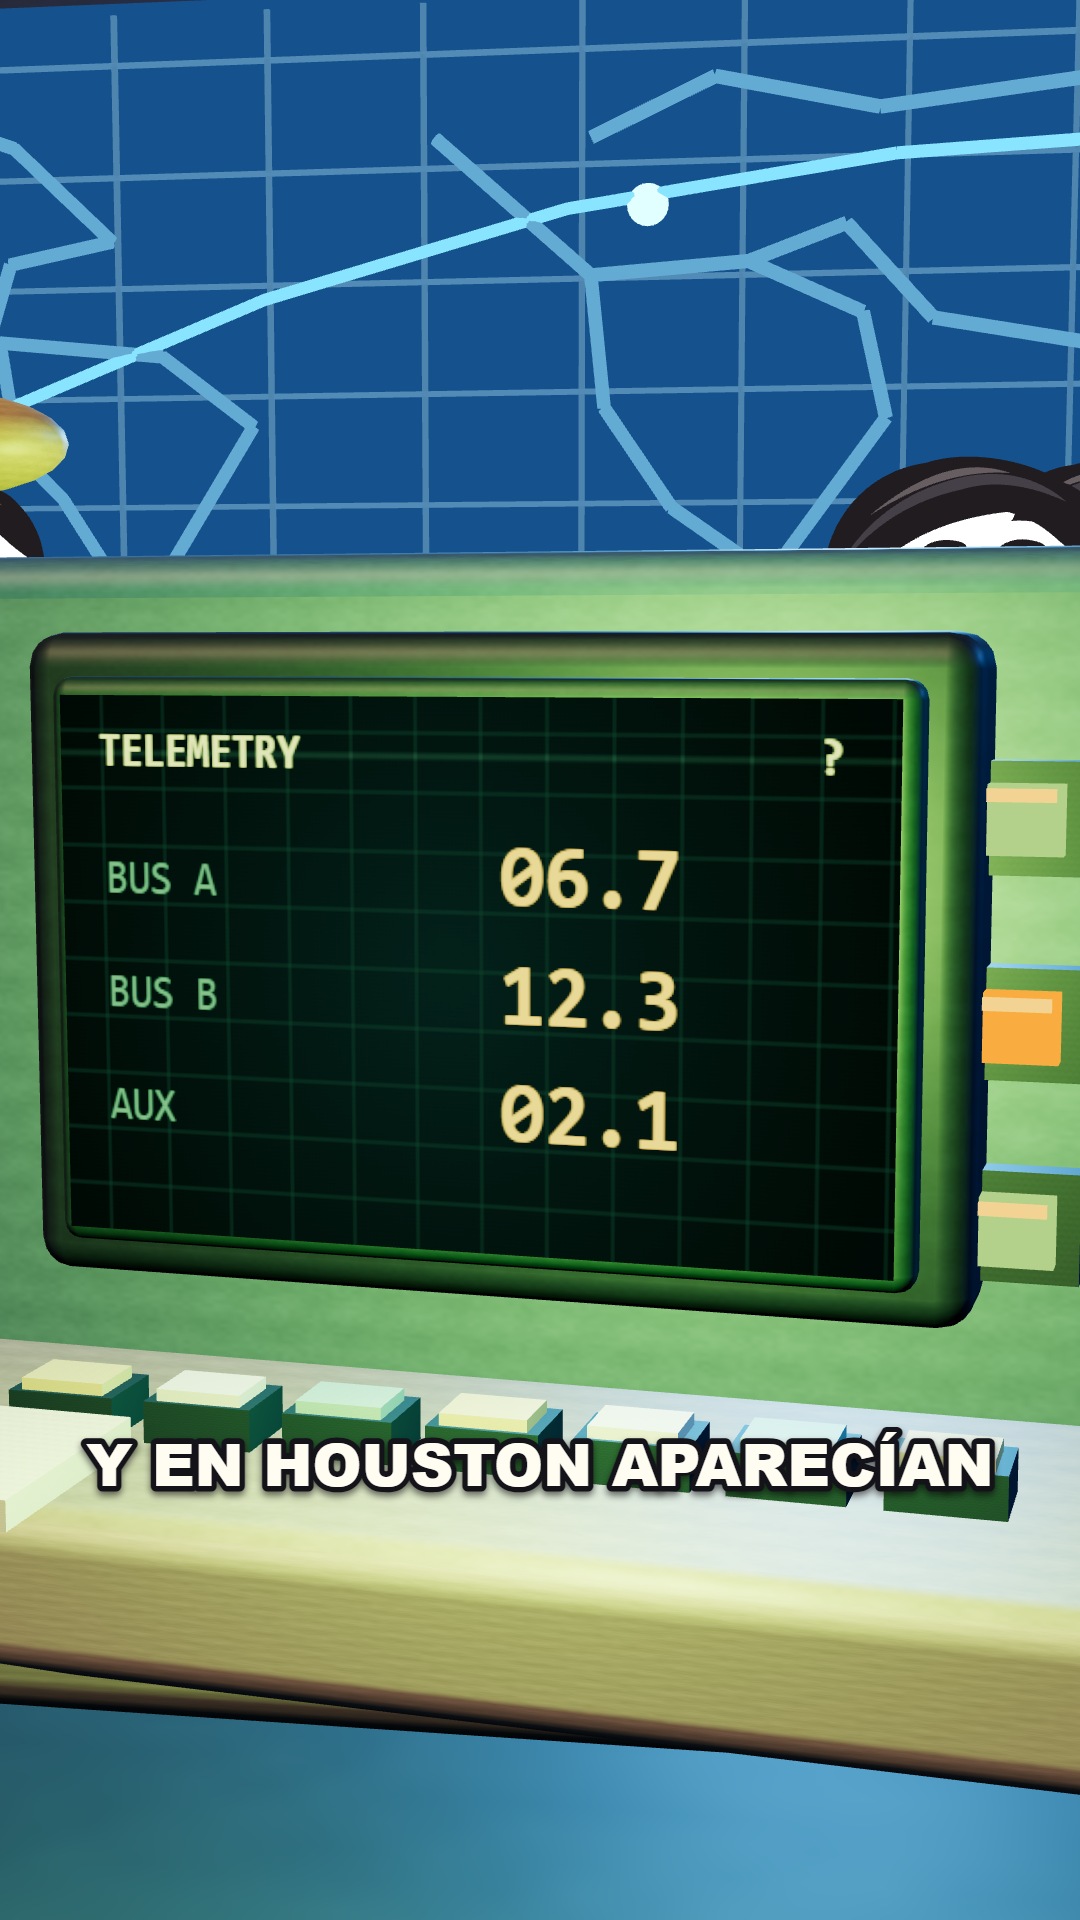 TELEMETRY ?
BUS A 06.7
BUS B 12.3
AUX 02.1
Y EN HOUSTON APARECÍAN